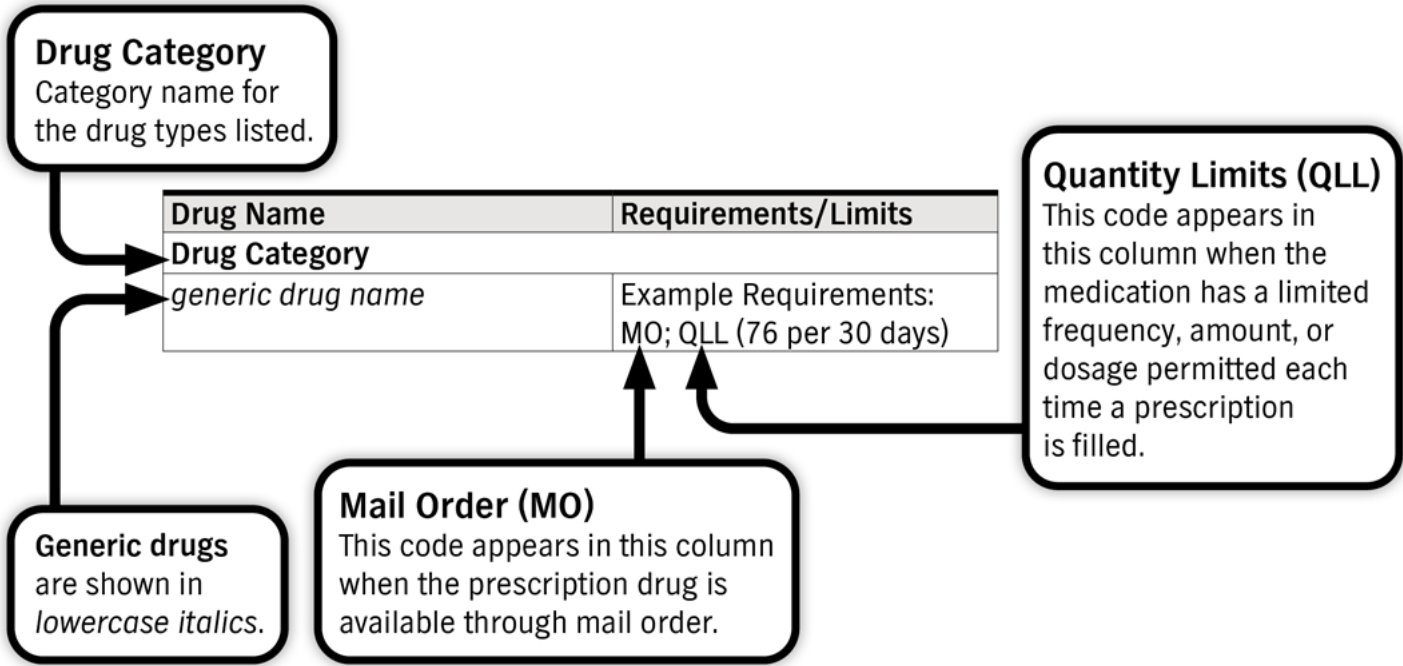 Drug Category
Category name for
the drug types listed.
Drug Name Requirements/Limits
Drug Category
generic drug name Example Requirements:
MO; QLL (76 per 30 days)
Quantity Limits (QLL)
This code appears in
this column when the
medication has a limited
frequency, amount, or
dosage permitted each
time a prescription
is filled.
Generic drugs
are shown in
lowercase italics.
Mail Order (MO)
This code appears in this column
when the prescription drug is
available through mail order.